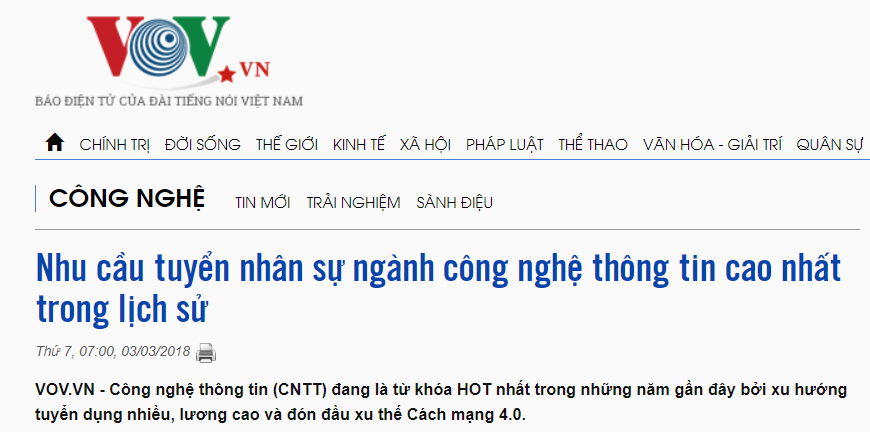 VOV.VN
BÁO ĐIỆN TỬ CỦA ĐÀI TIẾNG NÓI VIỆT NAM
CHÍNH TRỊ ĐỜI SỐNG THẾ GIỚI KINH TẾ XÃ HỘI PHÁP LUẬT THỂ THAO VĂN HÓA - GIẢI TRÍ QUÂN SỰ
CÔNG NGHỆ TIN MỚI TRẢI NGHIỆM SÀNH ĐIỆU
Nhu cầu tuyển nhân sự ngành công nghệ thông tin cao nhất
trong lịch sử
Thứ 7, 07:00, 03/03/2018
VOV.VN - Công nghệ thông tin (CNTT) đang là từ khóa HOT nhất trong những năm gần đây bởi xu hướng
tuyển dụng nhiều, lương cao và đón đầu xu thế Cách mạng 4.0.